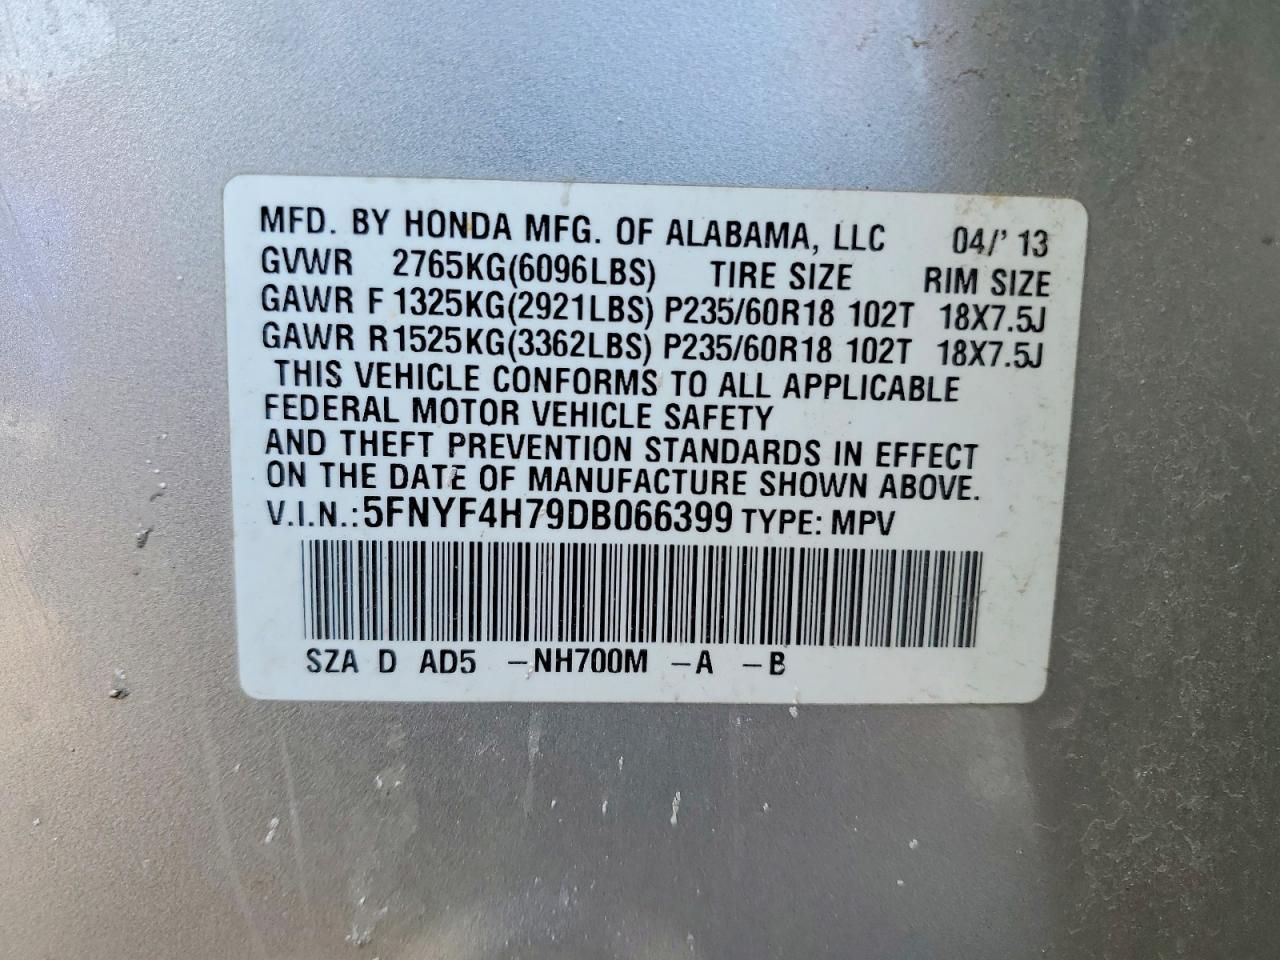 MFD. BY HONDA MFG. OF ALABAMA, LLC 04/' 13
GVWR 2765KG(6096LBS) TIRE SIZE RIM SIZE
GAWR F 1325KG(2921LBS) P235/60R18 102T 18X7.5J
GAWR R 1525KG(3362LBS) P235/60R18 102T 18X7.5J
THIS VEHICLE CONFORMS TO ALL APPLICABLE
FEDERAL MOTOR VEHICLE SAFETY
AND THEFT PREVENTION STANDARDS IN EFFECT
ON THE DATE OF MANUFACTURE SHOWN ABOVE.
V.I.N.: 5FNYF4H79DB066399 TYPE: MPV
SZA D AD5 -NH700M -A -B